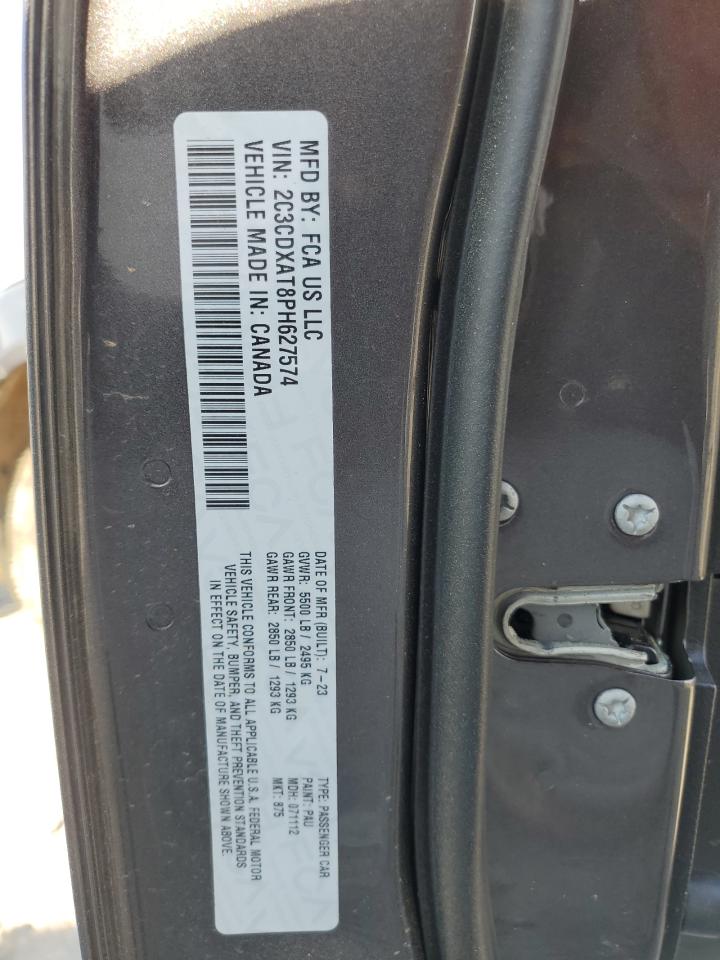 MFD BY: FCA US LLC
VIN: 2C3CDXAT8PH627574
VEHICLE MADE IN: CANADA
DATE OF MFR (BUILT): 7-23
GVWR: 5500 LB / 2495 KG
GAWR FRONT: 2850 LB / 1293 KG
GAWR REAR: 2850 LB / 1293 KG
THIS VEHICLE CONFORMS TO ALL APPLICABLE U.S.A. FEDERAL MOTOR
VEHICLE SAFETY, BUMPER, AND THEFT PREVENTION STANDARDS
IN EFFECT ON THE DATE OF MANUFACTURE SHOWN ABOVE.
TYPE: PASSENGER CAR
PAINT: PAU
MDH: 071112
MKT: 875